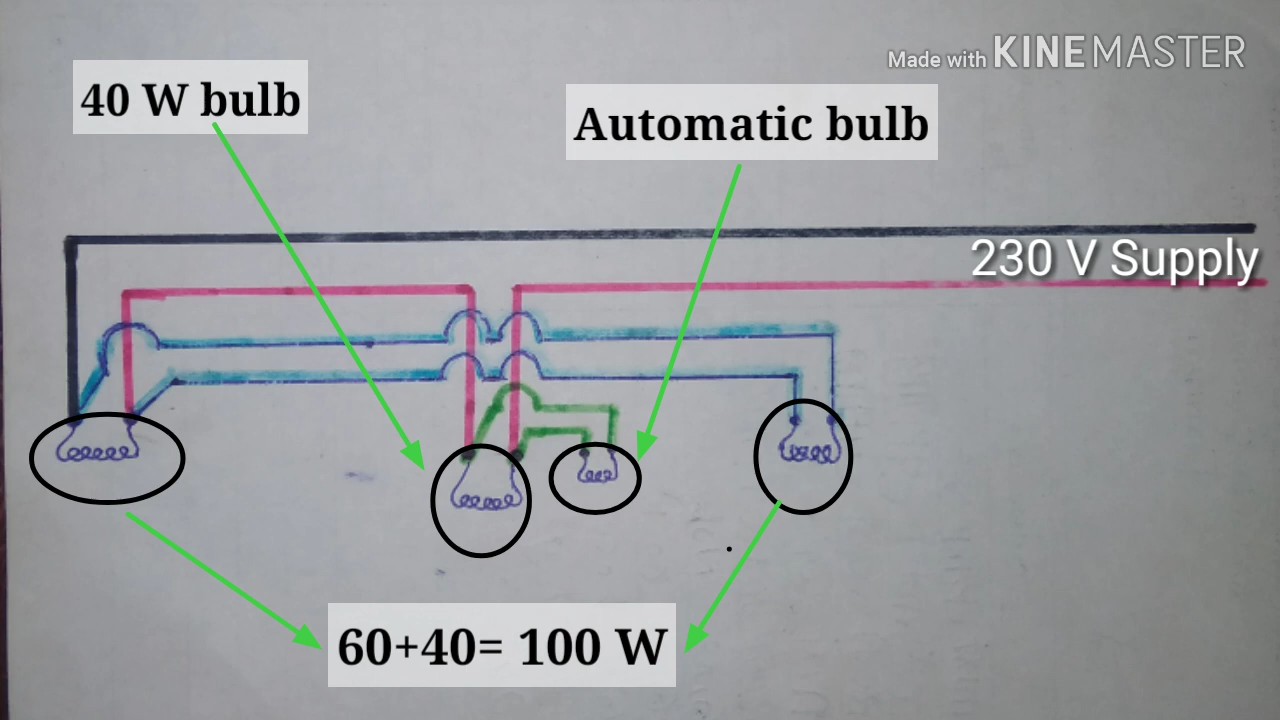 Made with KINEMASTER
40 W bulb
Automatic bulb
230 V Supply
60+40= 100 W